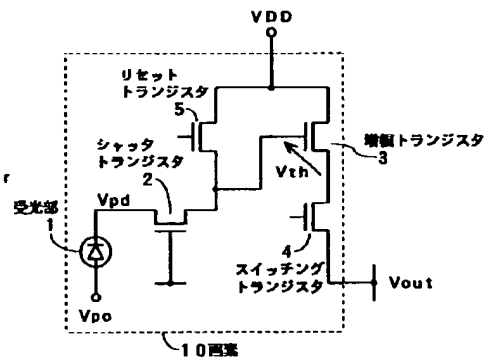 VDD
リセット
トランジスタ
5
シャッタ
トランジスタ
2
増幅トランジスタ
3
Vth
r
受光部
1
Vpd
4
スイッチング
トランジスタ
Vout
Vpo
10画素